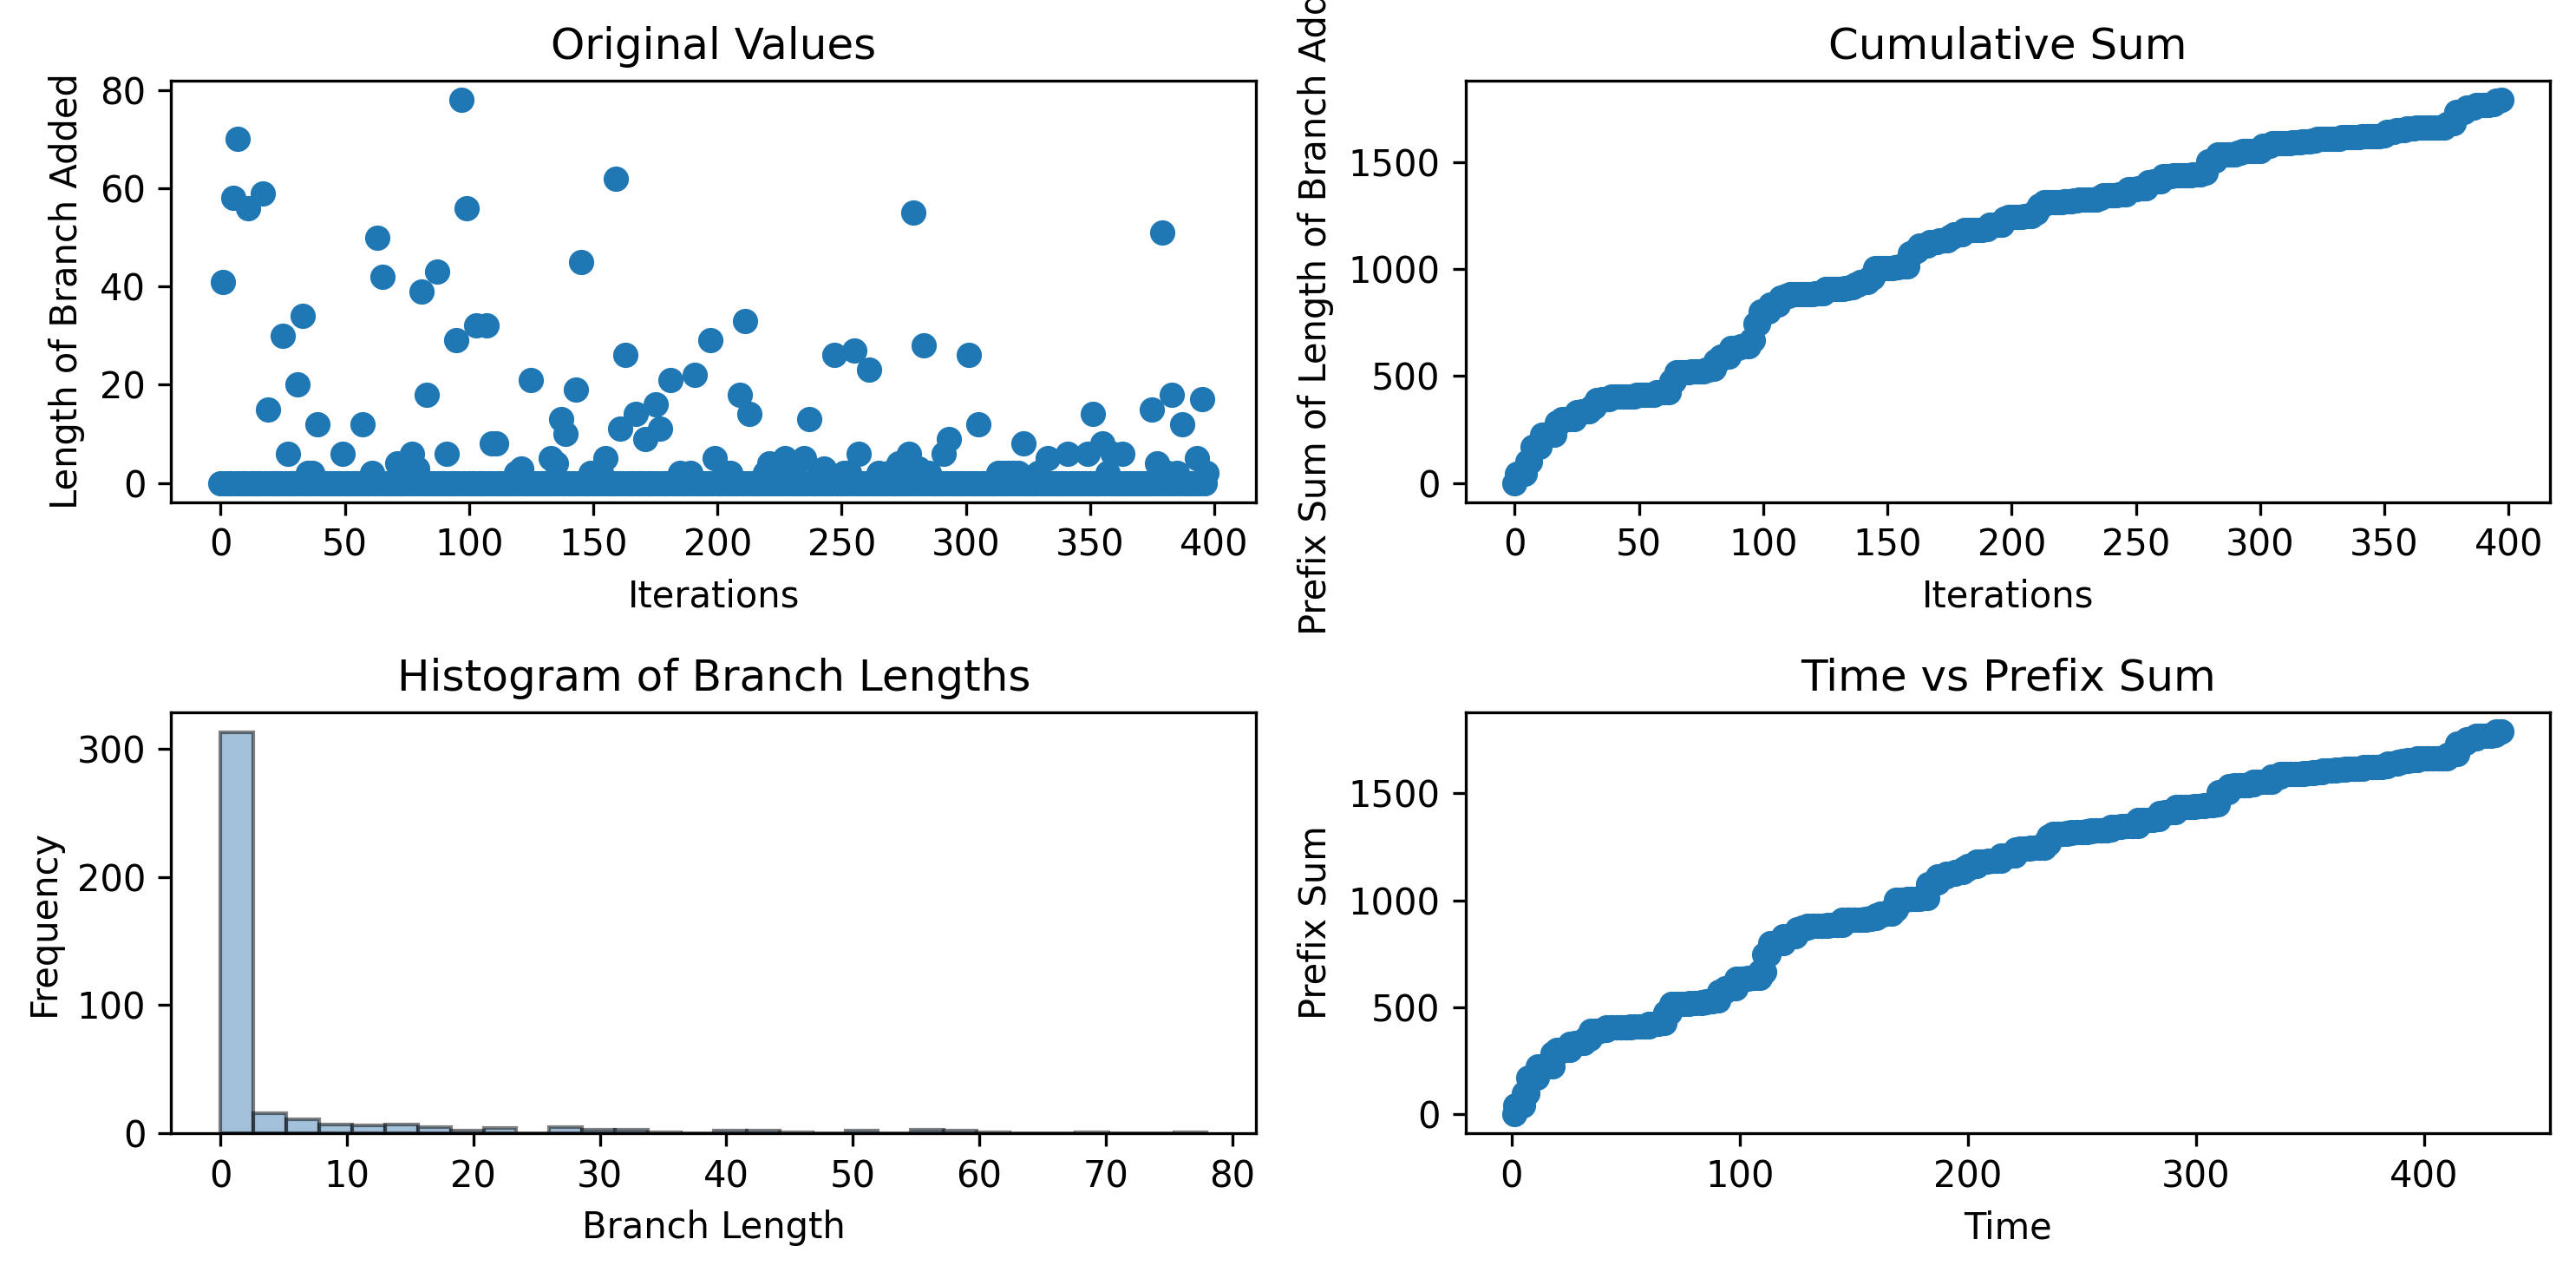 Original Values
Length of Branch Added
80
60
40
20
0
0 50 100 150 200 250 300 350 400
Iterations
Cumulative Sum
Prefix Sum of Length of Branch
1500
1000
500
0
0 50 100 150 200 250 300 350 400
Iterations
Histogram of Branch Lengths
Frequency
300
200
100
0
0 10 20 30 40 50 60 70 80
Branch Length
Time vs Prefix Sum
Prefix Sum
1500
1000
500
0
0 100 200 300 400
Time